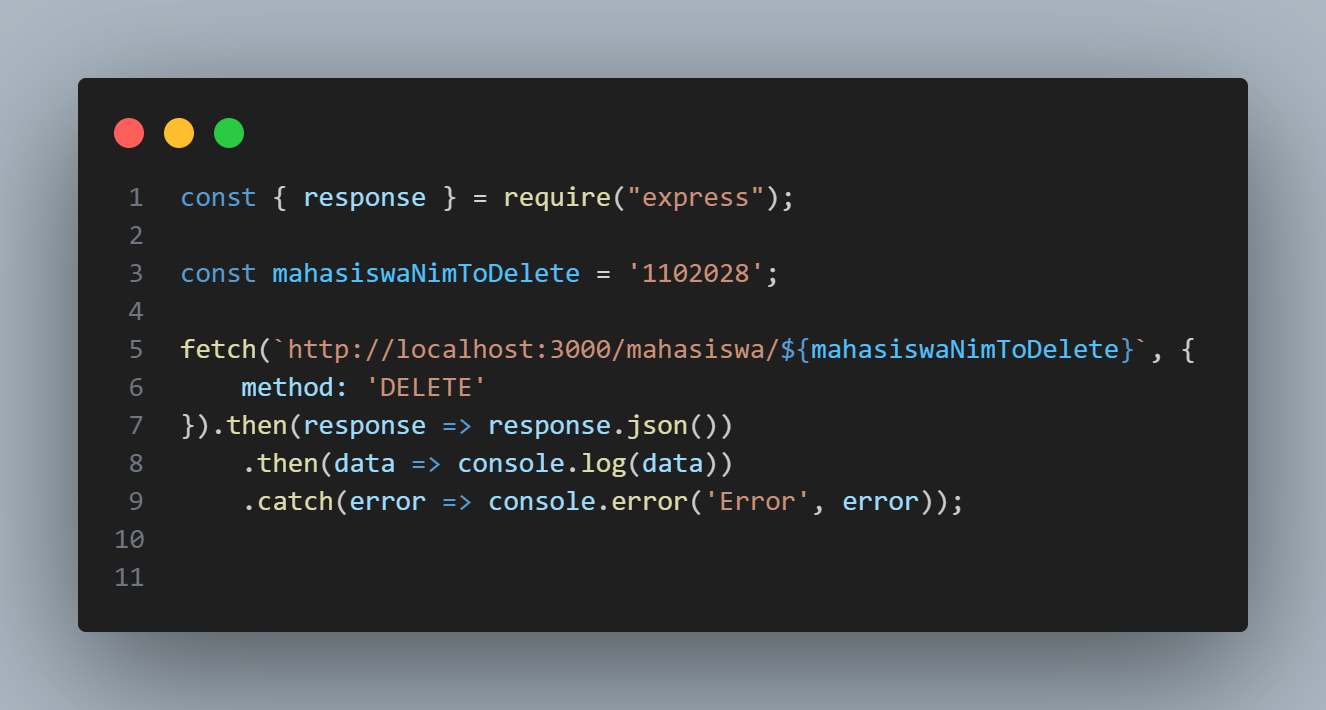 1 const { response } = require("express");
2
3 const mahasiswaNimToDelete = '1102028';
4
5 fetch(`http://localhost:3000/mahasiswa/${mahasiswaNimToDelete}`, {
6     method: 'DELETE'
7 }).then(response => response.json())
8     .then(data => console.log(data))
9     .catch(error => console.error('Error', error));
10
11